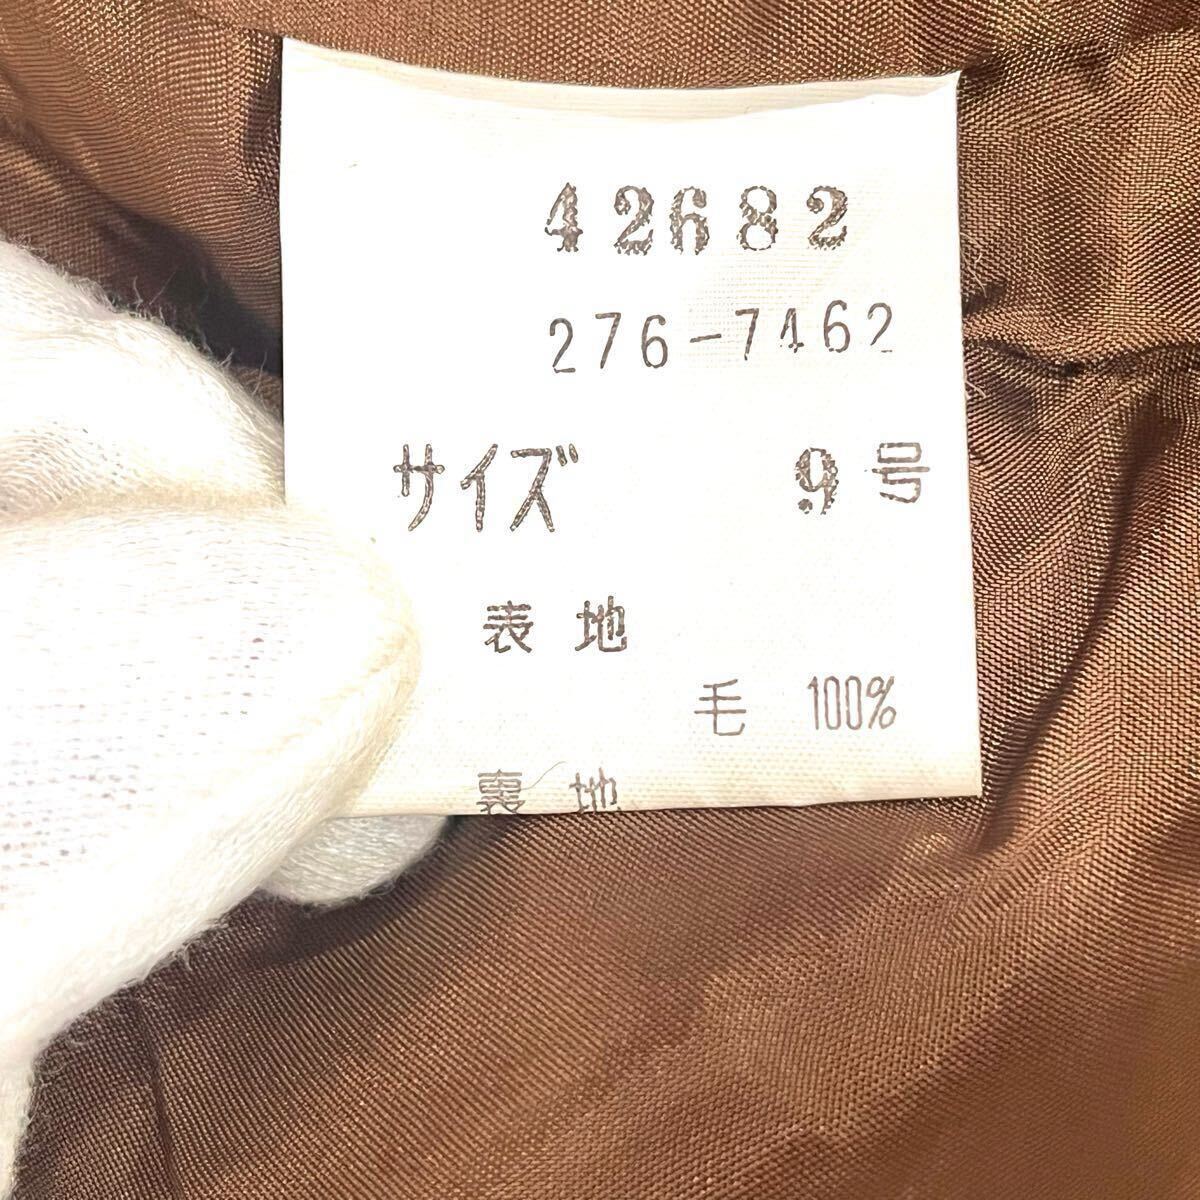 42682
276-7462
サイズ 9号
表地
毛 100%
裏地